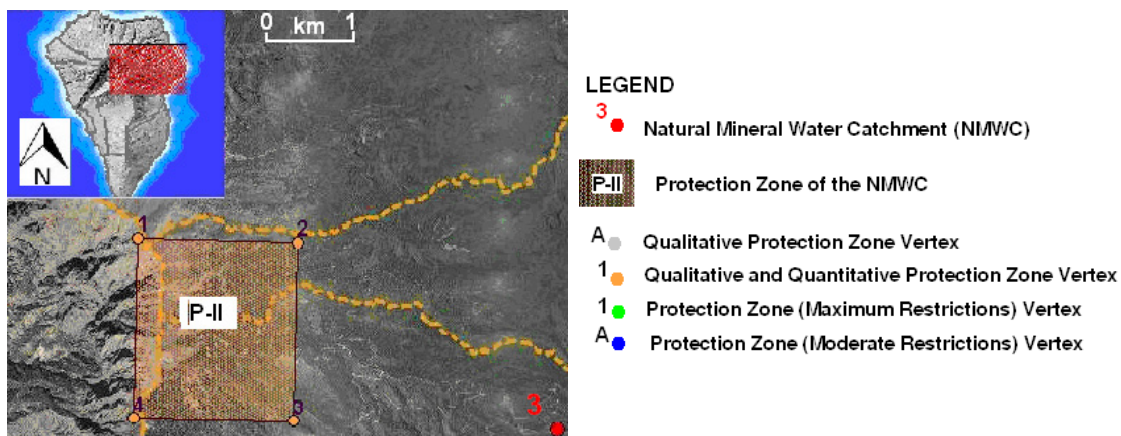 0 km 1
N
1
2
P-II
4
3
3
LEGEND
3 Natural Mineral Water Catchment (NMWC)
P-II Protection Zone of the NMWC
A Qualitative Protection Zone Vertex
1 Qualitative and Quantitative Protection Zone Vertex
1 Protection Zone (Maximum Restrictions) Vertex
A Protection Zone (Moderate Restrictions) Vertex